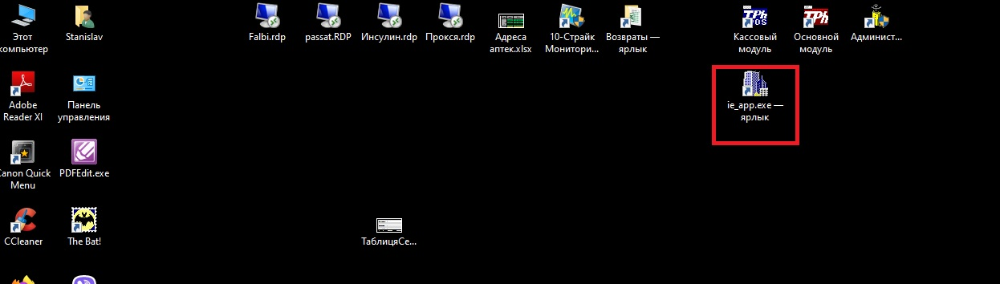 Этот
компьютер
Stanislav
Falbi.rdp
passat.RDP
Инсулин.rdp
Прокся.rdp
Адреса
аптек.xlsx
10-Страйк
Монитори...
Возвраты —
ярлык
TPh
OS
Кассовый
модуль
TPh
Основной
модуль
Админист...
Adobe
Reader XI
Панель
управления
ie_app.exe —
ярлык
Canon Quick
Menu
PDFEdit.exe
CCleaner
The Bat!
ТаблицяСе...